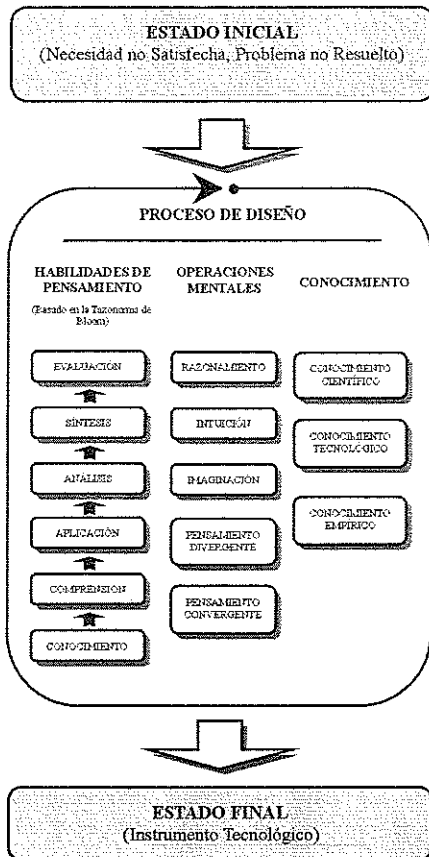 ESTADO INICIAL
(Necesidad no Satisfecha, Problema no Resuelto)
PROCESO DE DISEÑO
HABILIDADES DE
PENSAMIENTO
(Basado en la Taxonomía de
Bloom)
EVALUACIÓN
SÍNTESIS
ANÁLISIS
APLICACIÓN
COMPRENSIÓN
CONOCIMIENTO
OPERACIONES
MENTALES
RAZONAMIENTO
INTUICIÓN
IMAGINACIÓN
PENSAMIENTO
DIVERGENTE
PENSAMIENTO
CONVERGENTE
CONOCIMIENTO
CONOCIMIENTO
CIENTÍFICO
CONOCIMIENTO
TECNOLÓGICO
CONOCIMIENTO
EMPÍRICO
ESTADO FINAL
(Instrumento Tecnológico)